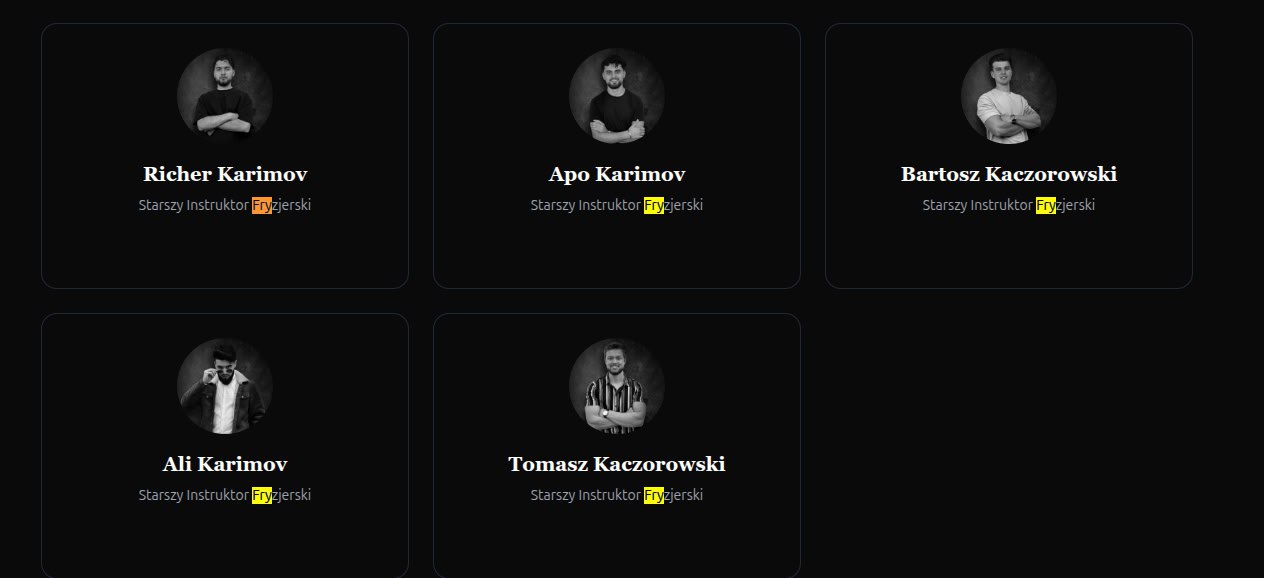 Richer Karimov
Starszy Instruktor Fryzjerski
Apo Karimov
Starszy Instruktor Fryzjerski
Bartosz Kaczorowski
Starszy Instruktor Fryzjerski
Ali Karimov
Starszy Instruktor Fryzjerski
Tomasz Kaczorowski
Starszy Instruktor Fryzjerski